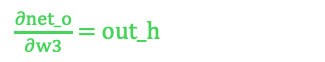 ∂net_o/∂w3 = out_h